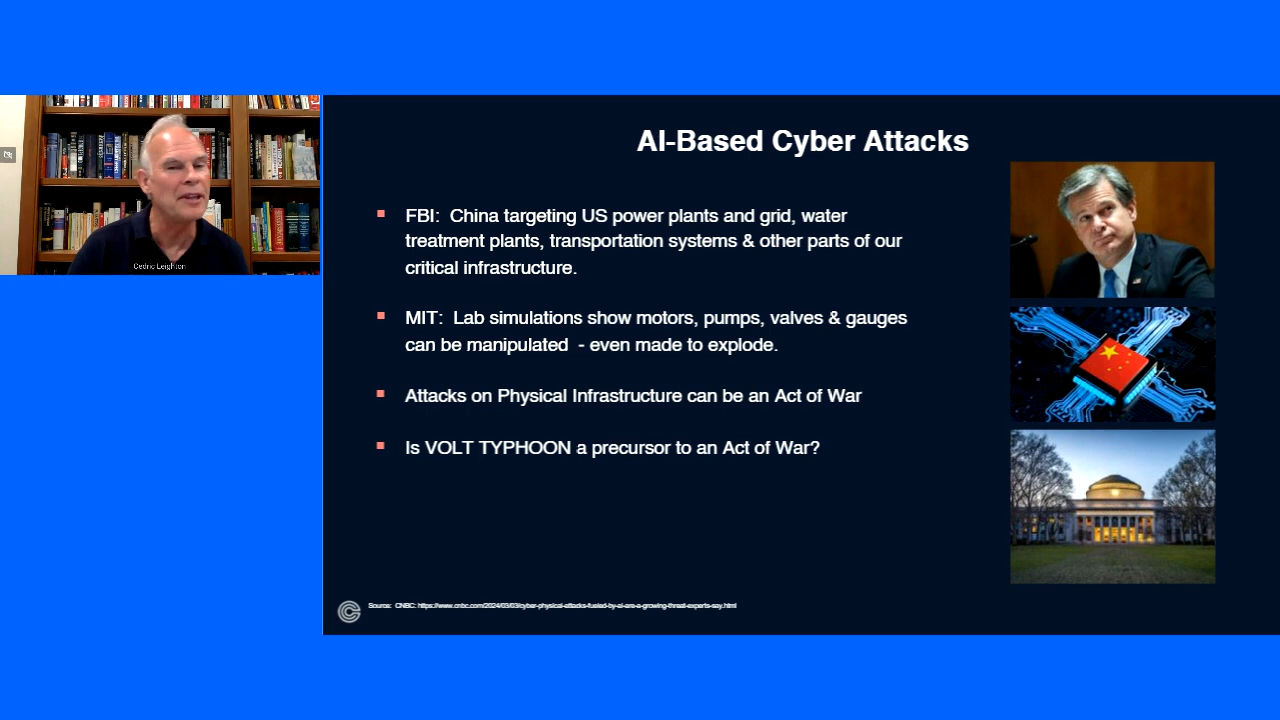 AI-Based Cyber Attacks
FBI:  China targeting US power plants and grid, water
treatment plants, transportation systems & other parts of our
critical infrastructure.
MIT:  Lab simulations show motors, pumps, valves & gauges
can be manipulated  - even made to explode.
Attacks on Physical Infrastructure can be an Act of War
Is VOLT TYPHOON a precursor to an Act of War?
Cedric Leighton
Source:  CNBC: https://www.cnbc.com/2024/03/03/cyber-physical-attacks-fueled-by-ai-are-a-growing-threat-experts-say.html